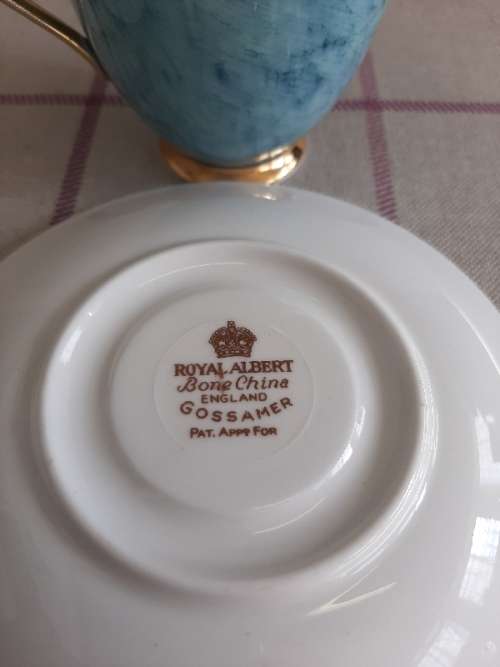 ROYAL ALBERT
Bone China
ENGLAND
GOSSAMER
PAT. APPD FOR